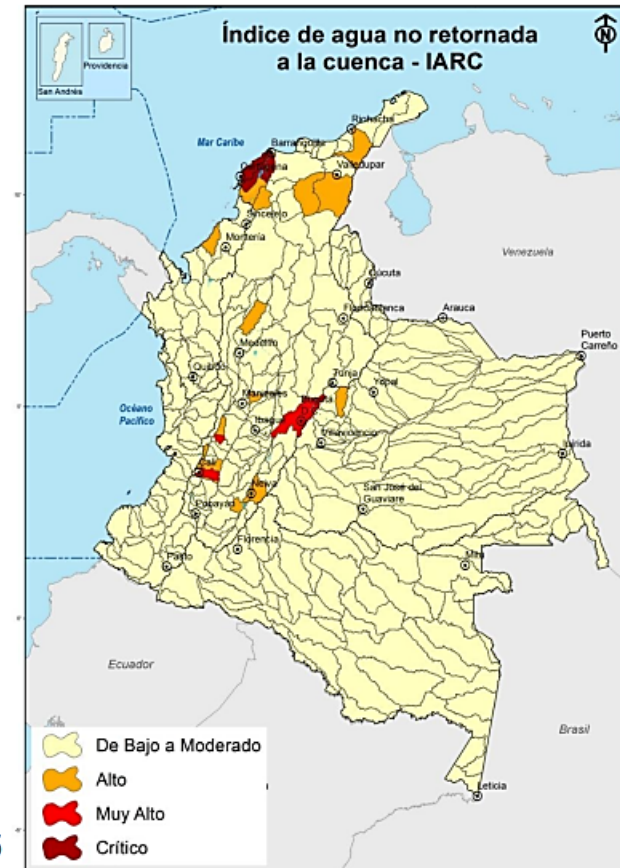 Índice de agua no retornada
a la cuenca - IARC
N
San Andrés
Providencia
Mar Caribe
Riohacha
Barranquilla
Valledupar
Sincelejo
Montería
Venezuela
Cúcuta
Arauca
Puerto
Carreño
Medellín
Quibdó
Tunja
Yopal
Manizales
Océano
Pacífico
Ibagué
Bogotá
Villavicencio
Inírida
Cali
Neiva
San José del
Guaviare
Popayán
Florencia
Pasto
Mitú
Ecuador
Brasil
De Bajo a Moderado
Alto
Muy Alto
Crítico
Leticia